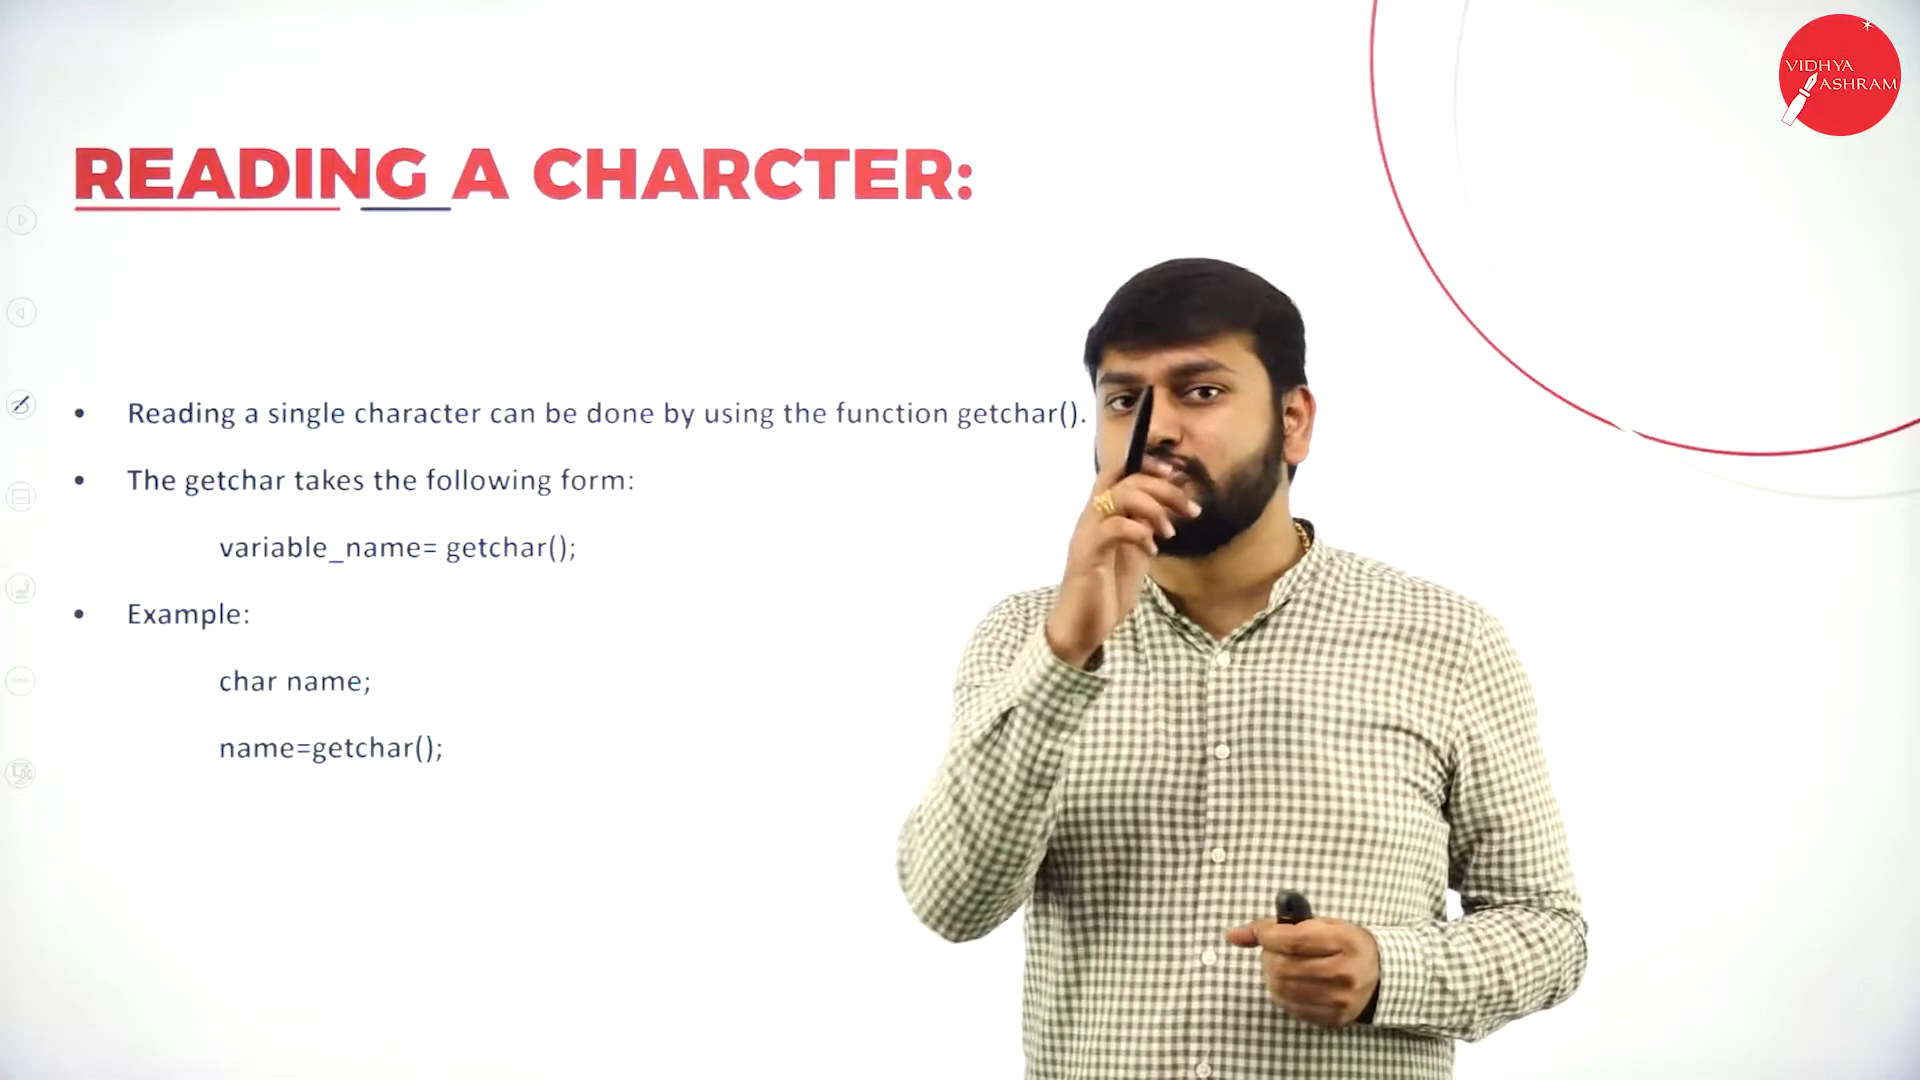 VIDHYA
ASHRAM
READING A CHARCTER:
• Reading a single character can be done by using the function getchar().
• The getchar takes the following form:
variable_name= getchar();
• Example:
char name;
name=getchar();